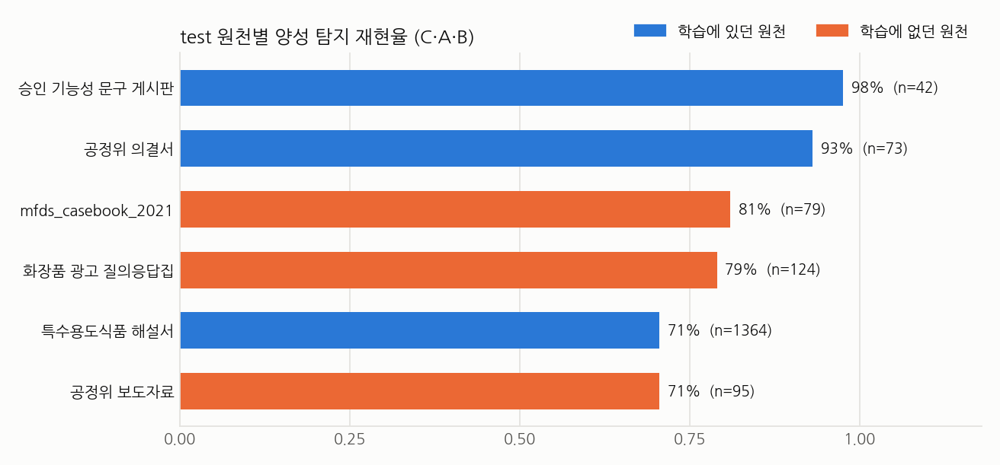 test 원천별 양성 탐지 재현율 (C·A·B)
학습에 있던 원천
학습에 없던 원천
승인 기능성 문구 게시판
98% (n=42)
공정위 의결서
93% (n=73)
mfds_casebook_2021
81% (n=79)
화장품 광고 질의응답집
79% (n=124)
특수용도식품 해설서
71% (n=1364)
공정위 보도자료
71% (n=95)
0.00
0.25
0.50
0.75
1.00